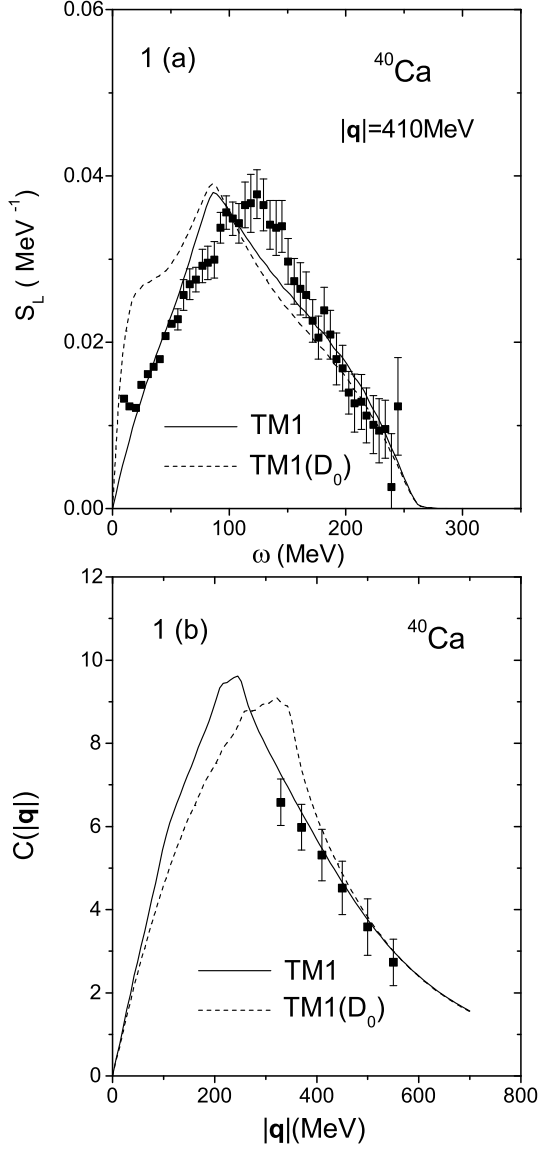 0.06
1 (a)
⁴⁰Ca
|q|=410MeV
0.04
S_L ( MeV⁻¹)
0.02
TM1
TM1(D₀)
0.00
0 100 200 300
ω (MeV)
12
1 (b)
⁴⁰Ca
10
8
C(|q|)
6
4
TM1
TM1(D₀)
2
0
0 200 400 600 800
|q|(MeV)